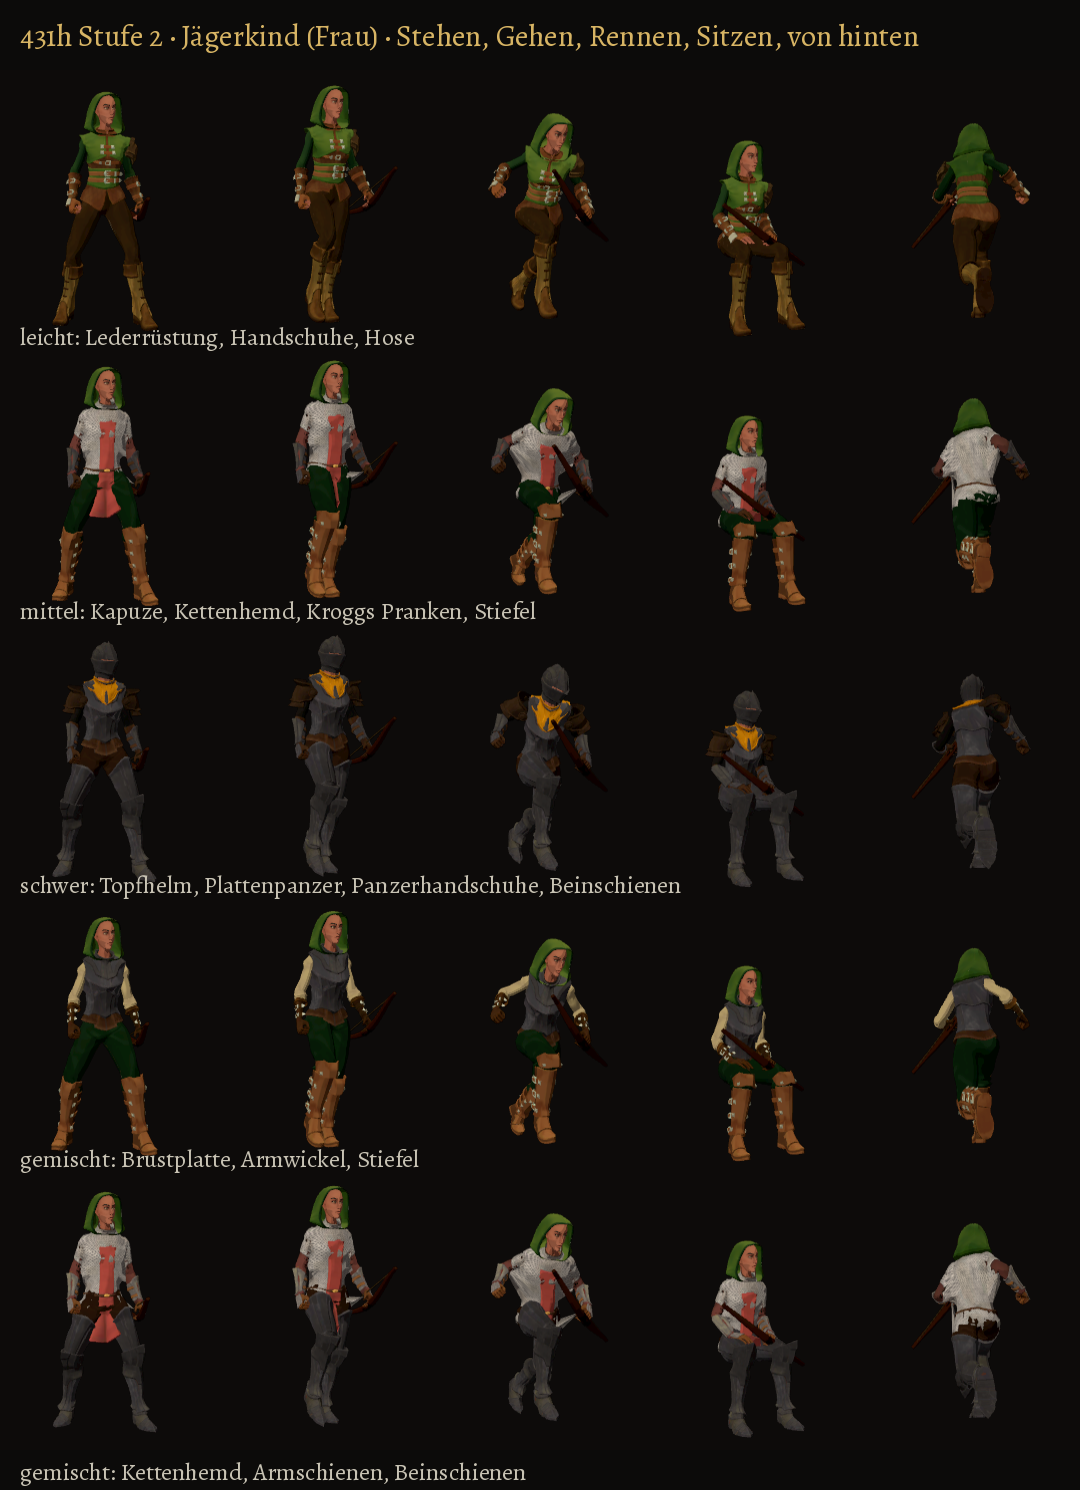 431h Stufe 2 · Jägerkind (Frau) · Stehen, Gehen, Rennen, Sitzen, von hinten
leicht: Lederrüstung, Handschuhe, Hose
mittel: Kapuze, Kettenhemd, Kroggs Pranken, Stiefel
schwer: Topfhelm, Plattenpanzer, Panzerhandschuhe, Beinschienen
gemischt: Brustplatte, Armwickel, Stiefel
gemischt: Kettenhemd, Armschienen, Beinschienen